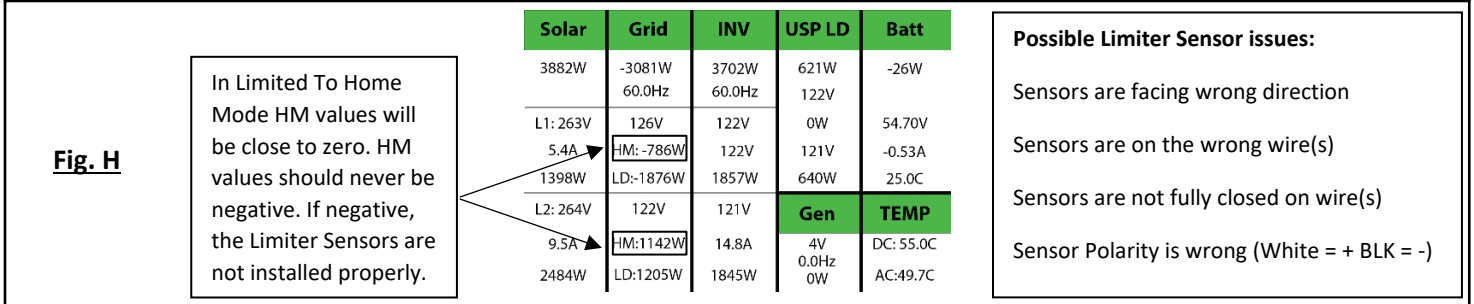 Fig. H
In Limited To Home
Mode HM values will
be close to zero. HM
values should never be
negative. If negative,
the Limiter Sensors are
not installed properly.
Solar Grid INV USP LD Batt
3882W -3081W 3702W 621W -26W
60.0Hz 60.0Hz 122V
L1: 263V 126V 122V 0W 54.70V
5.4A HM: -786W 122V 121V -0.53A
1398W LD:-1876W 1857W 640W 25.0C
L2: 264V 122V 121V Gen TEMP
9.5A HM:1142W 14.8A 4V DC: 55.0C
0.0Hz
2484W LD:1205W 1845W 0W AC:49.7C
Possible Limiter Sensor issues:
Sensors are facing wrong direction
Sensors are on the wrong wire(s)
Sensors are not fully closed on wire(s)
Sensor Polarity is wrong (White = + BLK = -)